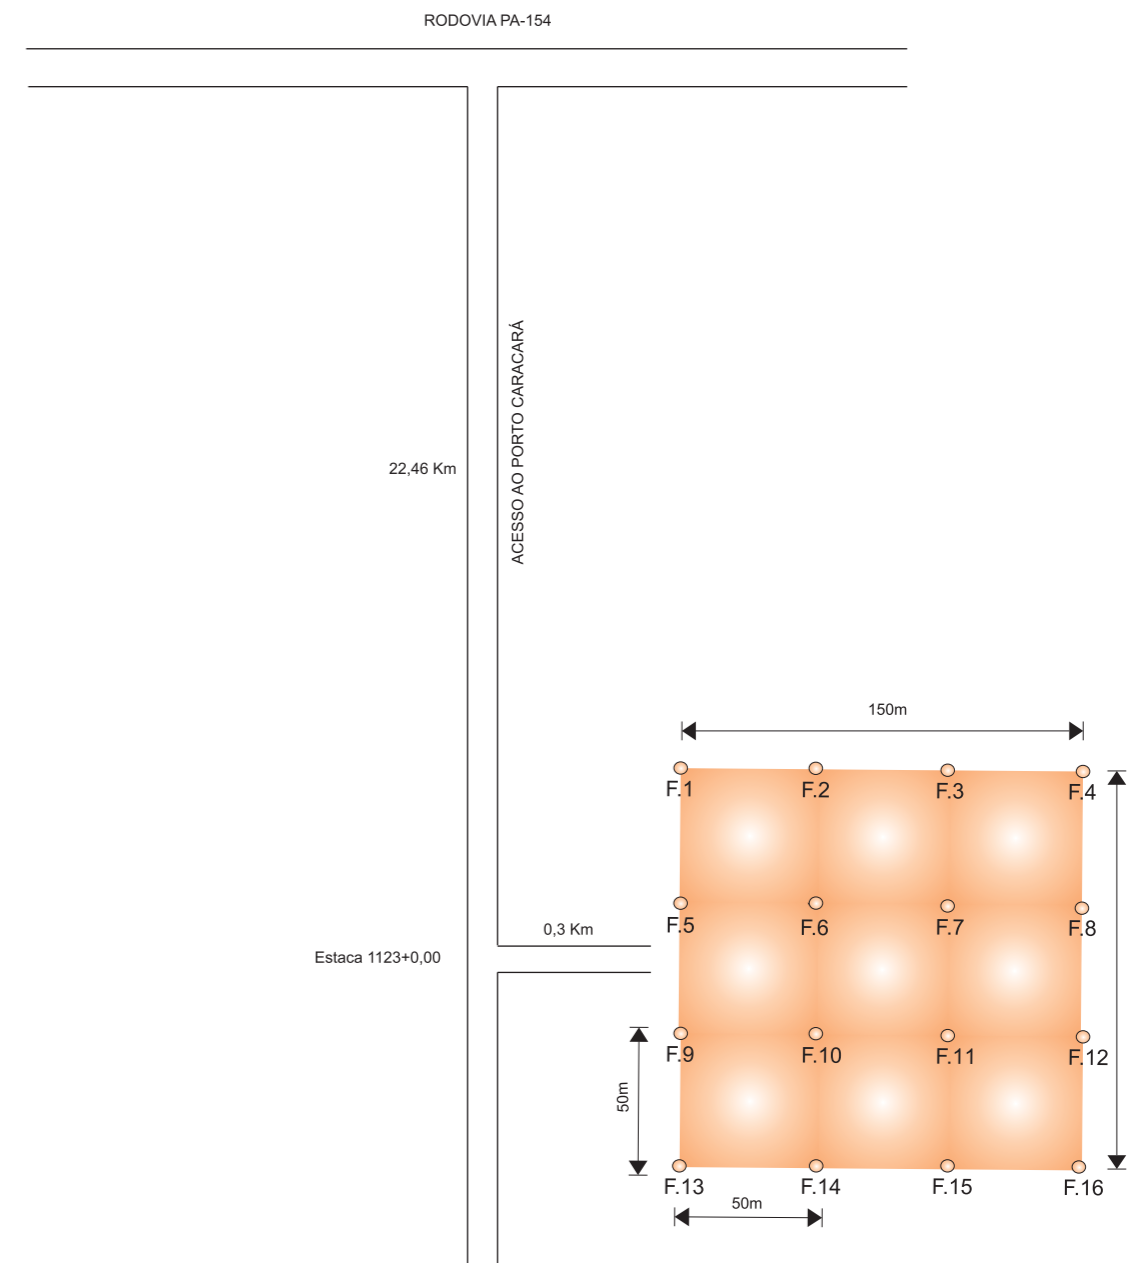 RODOVIA PA-154
ACESSO AO PORTO CARACARÁ
22,46 Km
150m
F.1
F.2
F.3
F.4
F.5
F.6
F.7
F.8
0,3 Km
Estaca 1123+0,00
F.9
F.10
F.11
F.12
50m
F.13
F.14
F.15
F.16
50m